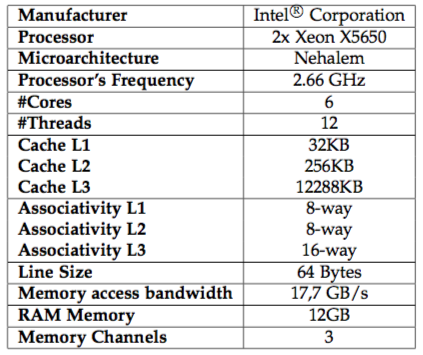 Manufacturer Intel® Corporation
Processor 2x Xeon X5650
Microarchitecture Nehalem
Processor's Frequency 2.66 GHz
#Cores 6
#Threads 12
Cache L1 32KB
Cache L2 256KB
Cache L3 12288KB
Associativity L1 8-way
Associativity L2 8-way
Associativity L3 16-way
Line Size 64 Bytes
Memory access bandwidth 17,7 GB/s
RAM Memory 12GB
Memory Channels 3